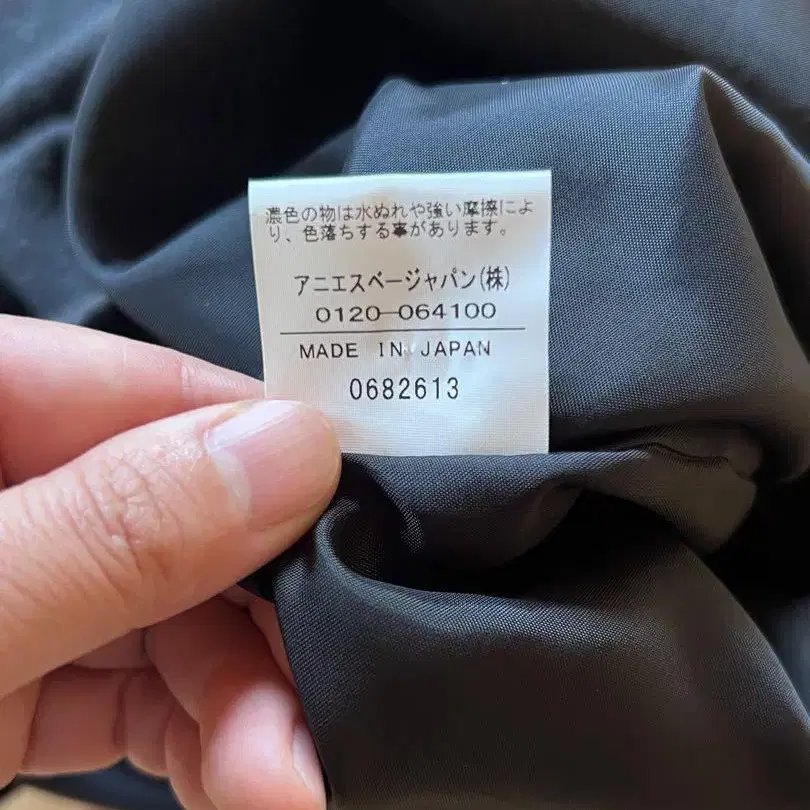 濃色の物は水ぬれや強い摩擦によ
り、色落ちする事があります。
アニエスベージャパン(株)
0120-064100
MADE IN JAPAN
0682613